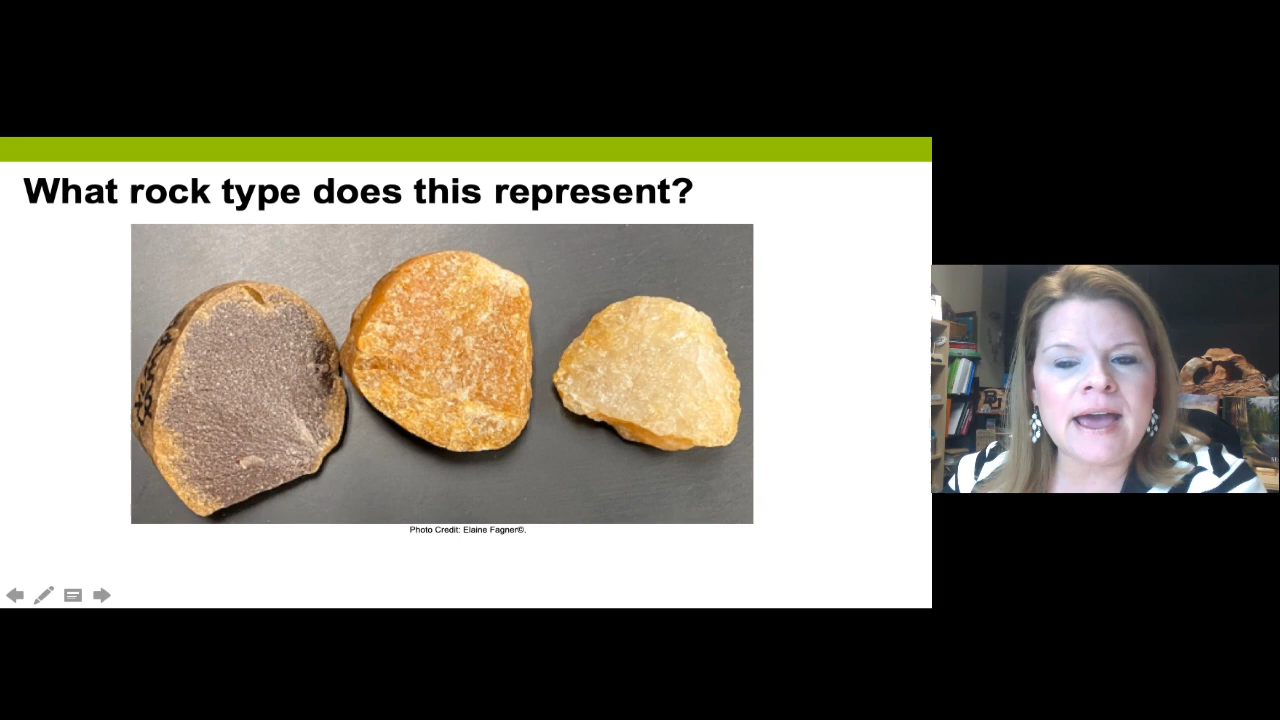 What rock type does this represent?
Photo Credit: Elaine Fagner©.